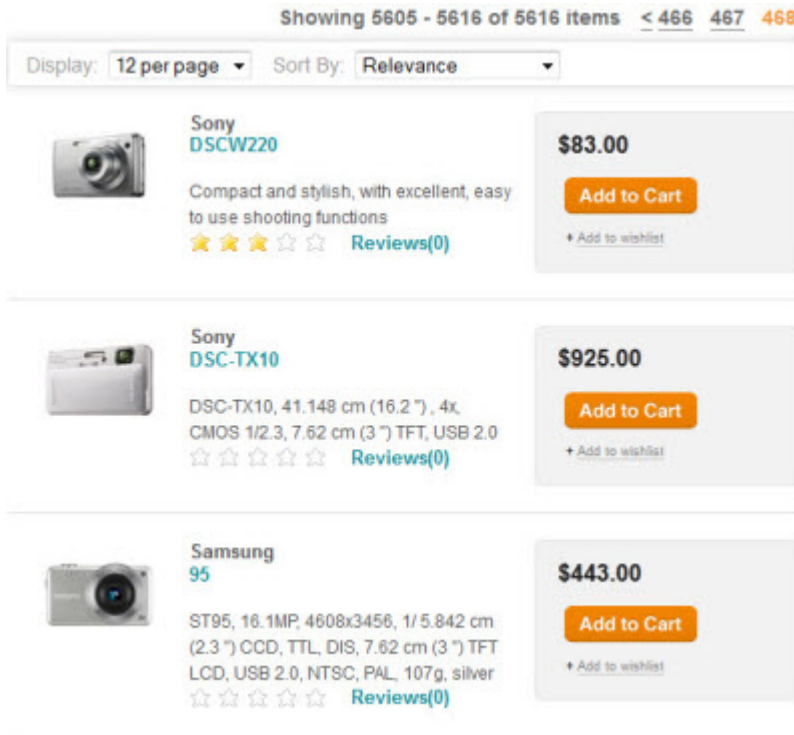 Showing 5605 - 5616 of 5616 items < 466 467 468
Display: 12 per page Sort By: Relevance
Sony
DSCW220
$83.00
Compact and stylish, with excellent, easy
to use shooting functions
Add to Cart
+ Add to wishlist
Reviews(0)
Sony
DSC-TX10
$925.00
DSC-TX10, 41.148 cm (16.2 ") , 4x,
CMOS 1/2.3, 7.62 cm (3 ") TFT, USB 2.0
Add to Cart
+ Add to wishlist
Reviews(0)
Samsung
95
$443.00
ST95, 16.1MP, 4608x3456, 1/ 5.842 cm
(2.3 ") CCD, TTL, DIS, 7.62 cm (3 ") TFT
LCD, USB 2.0, NTSC, PAL, 107g, silver
Add to Cart
+ Add to wishlist
Reviews(0)